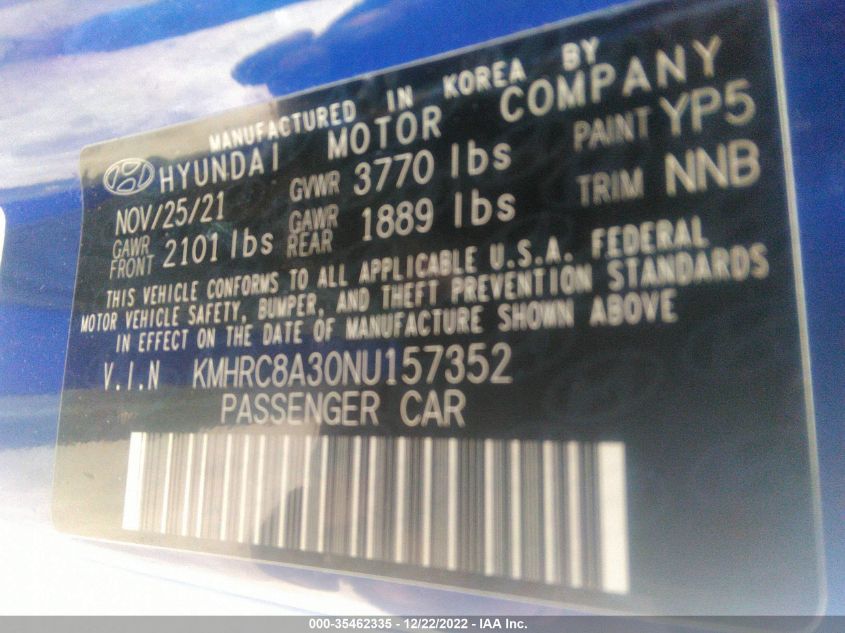 MANUFACTURED IN KOREA BY
HYUNDAI MOTOR COMPANY
NOV/25/21 GVWR 3770 lbs PAINT YP5
GAWR FRONT 2101 lbs GAWR REAR 1889 lbs TRIM NNB
THIS VEHICLE CONFORMS TO ALL APPLICABLE U.S.A. FEDERAL
MOTOR VEHICLE SAFETY, BUMPER, AND THEFT PREVENTION STANDARDS
IN EFFECT ON THE DATE OF MANUFACTURE SHOWN ABOVE
V.I.N KMHRC8A30NU157352
PASSENGER CAR
000-35462335 - 12/22/2022 - IAA Inc.